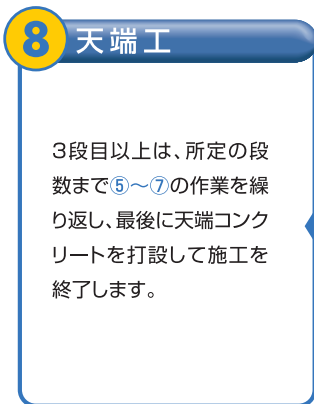 8 天端工
3段目以上は、所定の段
数まで⑤〜⑦の作業を繰
り返し、最後に天端コンク
リートを打設して施工を
終了します。